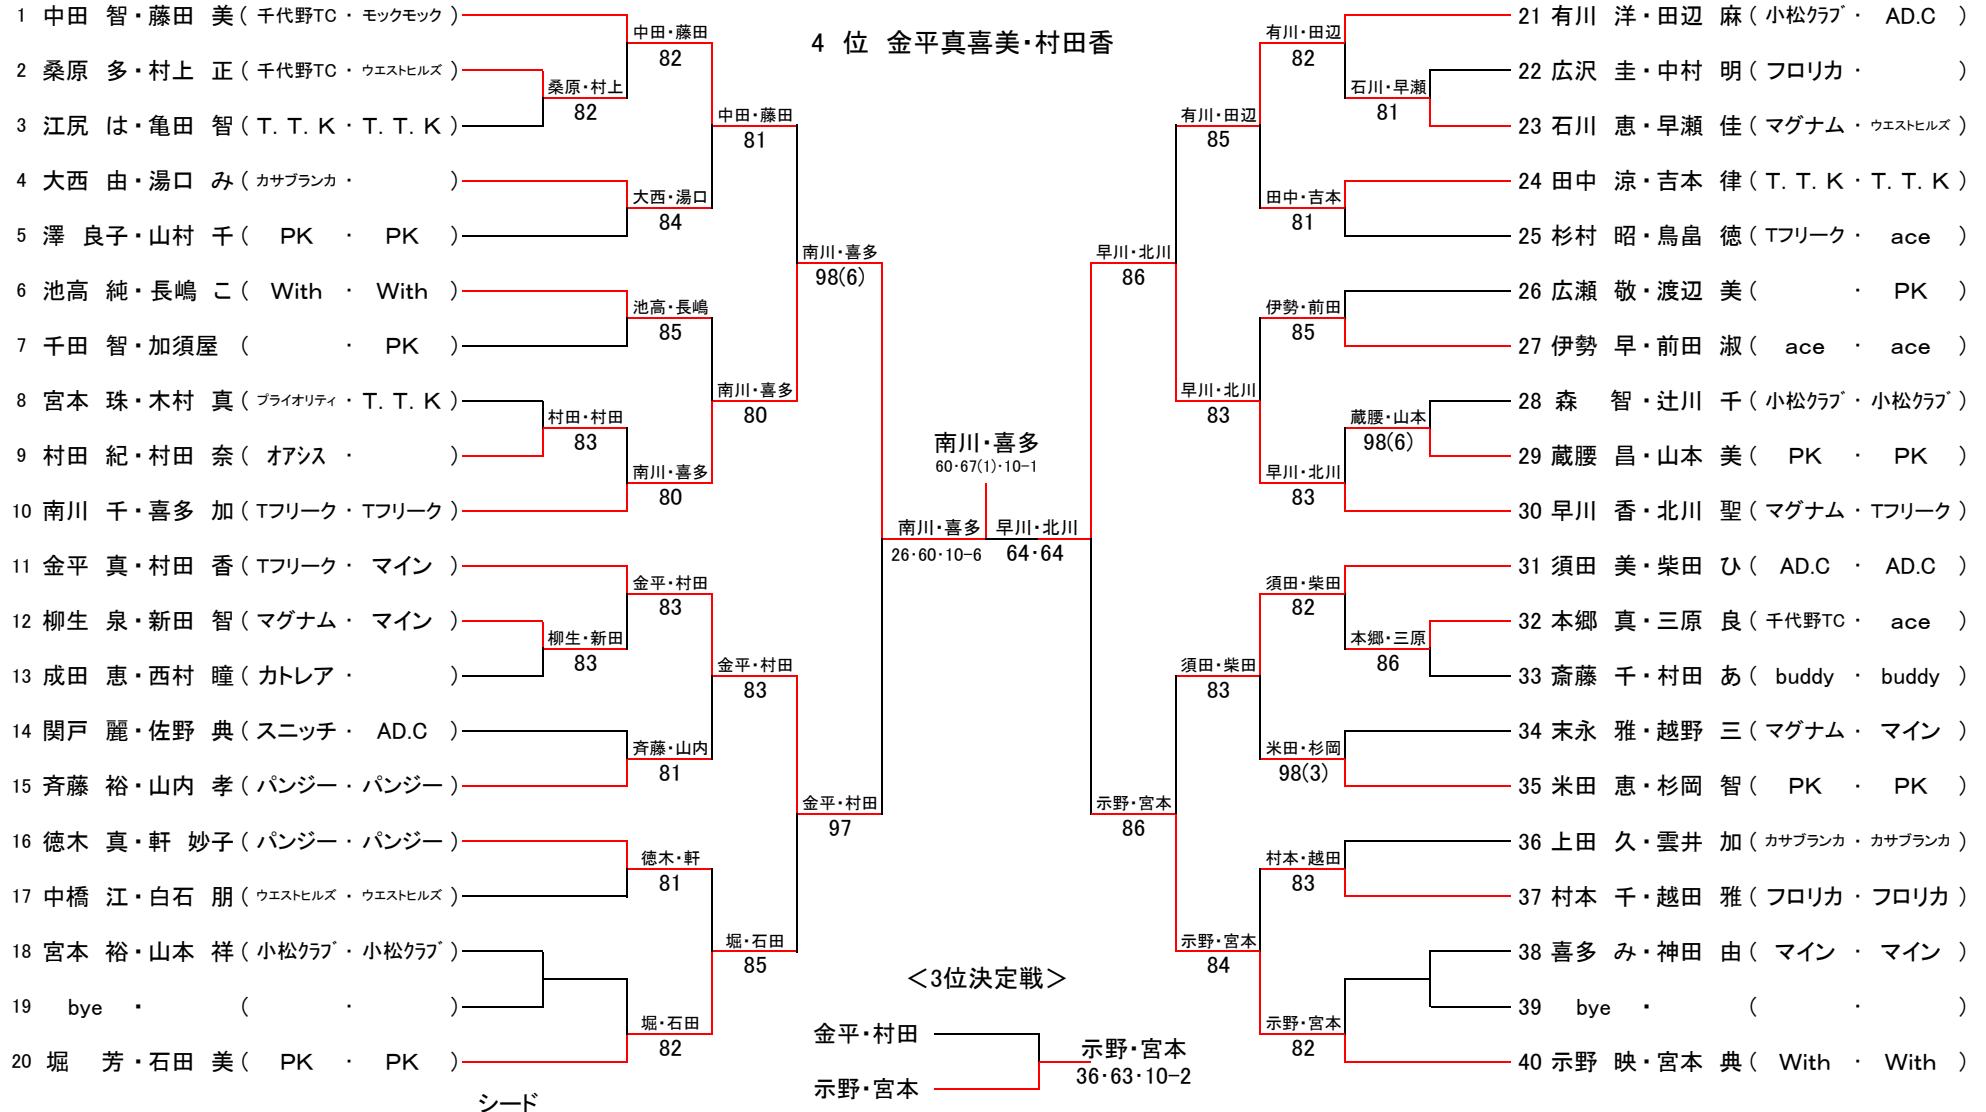 1 中田 智・藤田 美 ( 千代野TC ・ モックモック )
2 桑原 多・村上 正 ( 千代野TC ・ ウエストヒルズ )
3 江尻 は・亀田 智 ( T.T.K ・ T.T.K )
4 大西 由・湯口 み ( カサブランカ ・ )
5 澤 良子・山村 千 ( PK ・ PK )
6 池高 純・長嶋 こ ( With ・ With )
7 千田 智・加須屋 ( ・ PK )
8 宮本 珠・木村 真 ( プライオリティ ・ T.T.K )
9 村田 紀・村田 奈 ( オアシス ・ )
10 南川 千・喜多 加 ( Tフリーク ・ Tフリーク )
11 金平 真・村田 香 ( Tフリーク ・ マイン )
12 柳生 泉・新田 智 ( マグナム ・ マイン )
13 成田 恵・西村 瞳 ( カトレア ・ )
14 関戸 麗・佐野 典 ( スニッチ ・ AD.C )
15 斉藤 裕・山内 孝 ( パンジー ・ パンジー )
16 徳木 真・軒 妙子 ( パンジー ・ パンジー )
17 中橋 江・白石 朋 ( ウエストヒルズ ・ ウエストヒルズ )
18 宮本 裕・山本 祥 ( 小松クラブ ・ 小松クラブ )
19 bye ・ ( ・ )
20 堀 芳・石田 美 ( PK ・ PK )
シード
桑原・村上
82
村田・村田
83
柳生・新田
83
中田・藤田
82
大西・湯口
84
池高・長嶋
85
南川・喜多
80
金平・村田
83
斉藤・山内
81
徳木・軒
81
堀・石田
82
中田・藤田
81
南川・喜多
80
金平・村田
83
堀・石田
85
南川・喜多
98(6)
金平・村田
97
南川・喜多
26・60・10-6
4 位 金平真喜美・村田香
南川・喜多
60・67(1)・10-1
早川・北川
64・64
<3位決定戦>
金平・村田
示野・宮本
示野・宮本
36・63・10-2
早川・北川
86
示野・宮本
86
有川・田辺
85
早川・北川
83
須田・柴田
83
示野・宮本
84
有川・田辺
82
田中・吉本
81
伊勢・前田
85
早川・北川
83
須田・柴田
82
米田・杉岡
98(3)
村本・越田
83
示野・宮本
82
石川・早瀬
81
蔵腰・山本
98(6)
本郷・三原
86
21 有川 洋・田辺 麻 ( 小松クラブ ・ AD.C )
22 広沢 圭・中村 明 ( フロリカ ・ )
23 石川 恵・早瀬 佳 ( マグナム ・ ウエストヒルズ )
24 田中 涼・吉本 律 ( T.T.K ・ T.T.K )
25 杉村 昭・鳥畠 徳 ( Tフリーク ・ ace )
26 広瀬 敬・渡辺 美 ( ・ PK )
27 伊勢 早・前田 淑 ( ace ・ ace )
28 森 智・辻川 千 ( 小松クラブ ・ 小松クラブ )
29 蔵腰 昌・山本 美 ( PK ・ PK )
30 早川 香・北川 聖 ( マグナム ・ Tフリーク )
31 須田 美・柴田 ひ ( AD.C ・ AD.C )
32 本郷 真・三原 良 ( 千代野TC ・ ace )
33 斎藤 千・村田 あ ( buddy ・ buddy )
34 末永 雅・越野 三 ( マグナム ・ マイン )
35 米田 恵・杉岡 智 ( PK ・ PK )
36 上田 久・雲井 加 ( カサブランカ ・ カサブランカ )
37 村本 千・越田 雅 ( フロリカ ・ フロリカ )
38 喜多 み・神田 由 ( マイン ・ マイン )
39 bye ・ ( ・ )
40 示野 映・宮本 典 ( With ・ With )